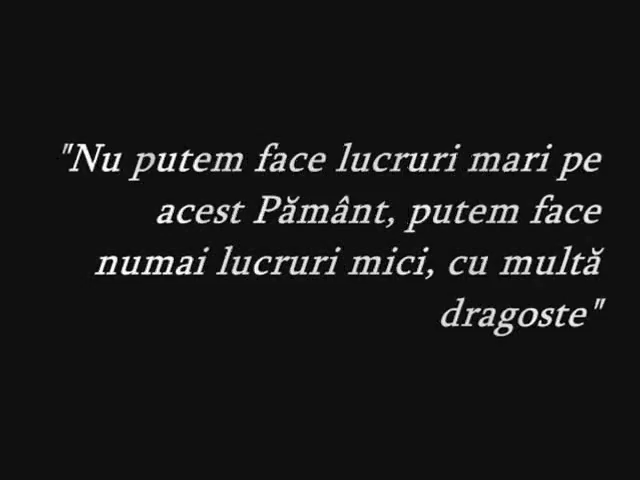 "Nu putem face lucruri mari pe
acest Pământ, putem face
numai lucruri mici, cu multă
dragoste"